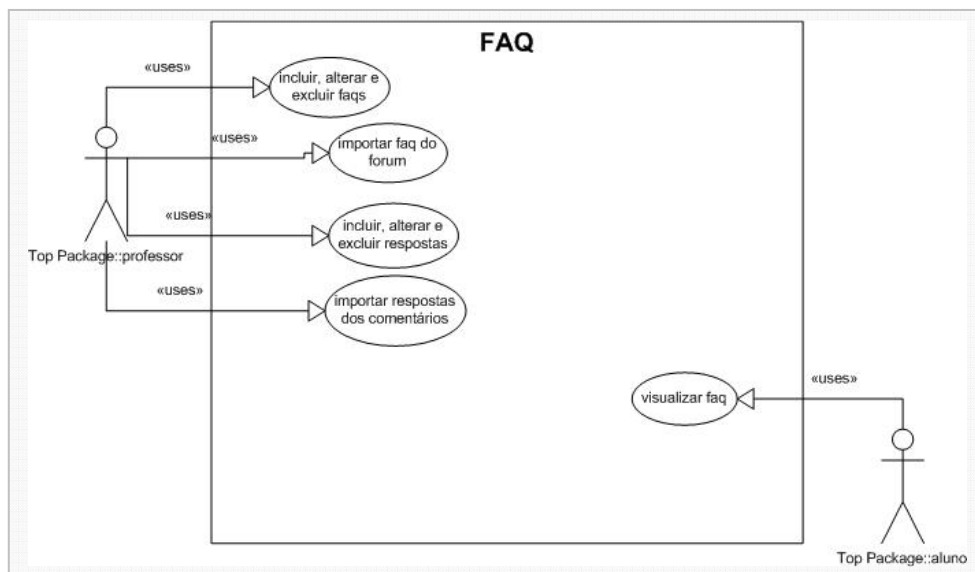 FAQ
«uses»
incluir, alterar e
excluir faqs
«uses»
importar faq do
forum
«uses»
incluir, alterar e
excluir respostas
Top Package::professor
«uses»
importar respostas
dos comentários
«uses»
visualizar faq
Top Package::aluno